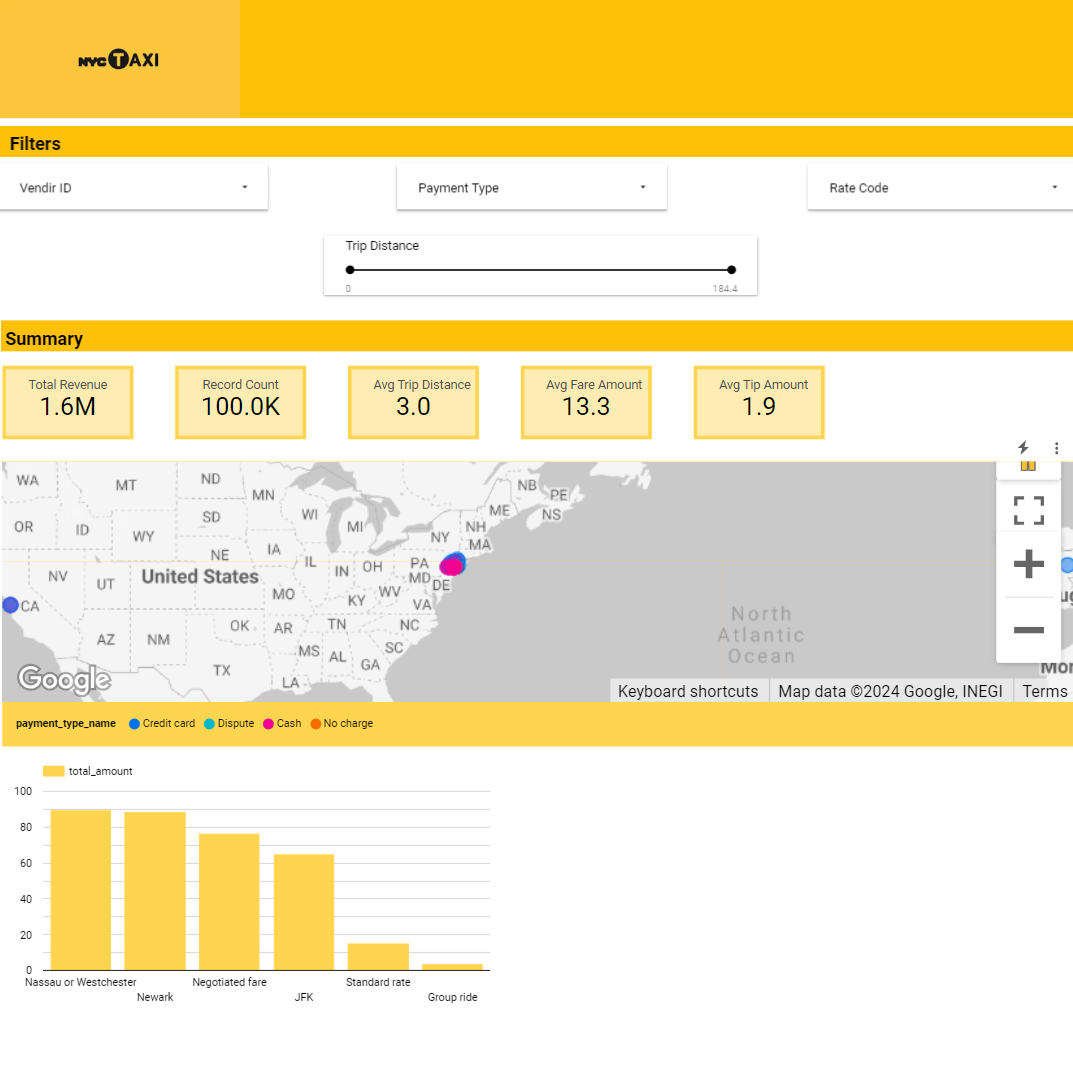 NYC TAXI
Filters
Vendir ID
Payment Type
Rate Code
Trip Distance
0
184.4
Summary
Total Revenue
1.6M
Record Count
100.0K
Avg Trip Distance
3.0
Avg Fare Amount
13.3
Avg Tip Amount
1.9
WA
MT
ND
MN
OR
ID
WY
SD
WI
MI
NB
PE
ME
NS
NH
NY
MA
NE
IA
IL
IN
OH
PA
NV
UT
United States
MO
KY
WV
MD
DE
VA
CA
AZ
NM
OK
AR
TN
NC
TX
MS
AL
GA
SC
LA
North
Atlantic
Ocean
Google
Keyboard shortcuts
Map data ©2024 Google, INEGI
Terms
payment_type_name
Credit card
Dispute
Cash
No charge
total_amount
100
80
60
40
20
0
Nassau or Westchester
Newark
Negotiated fare
JFK
Standard rate
Group ride